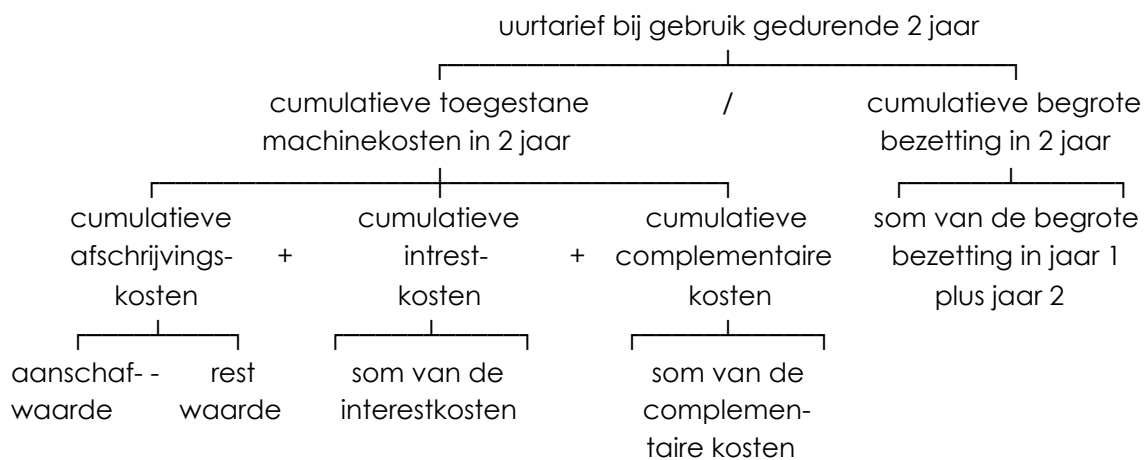 uurtarief bij gebruik gedurende 2 jaar
cumulatieve toegestane / cumulatieve begrote
machinekosten in 2 jaar bezetting in 2 jaar
cumulatieve cumulatieve cumulatieve som van de begrote
afschrijvings- + intrest- + complementaire bezetting in jaar 1
kosten kosten kosten plus jaar 2
aanschaf- - rest som van de som van de
waarde waarde interestkosten complemen-
taire kosten